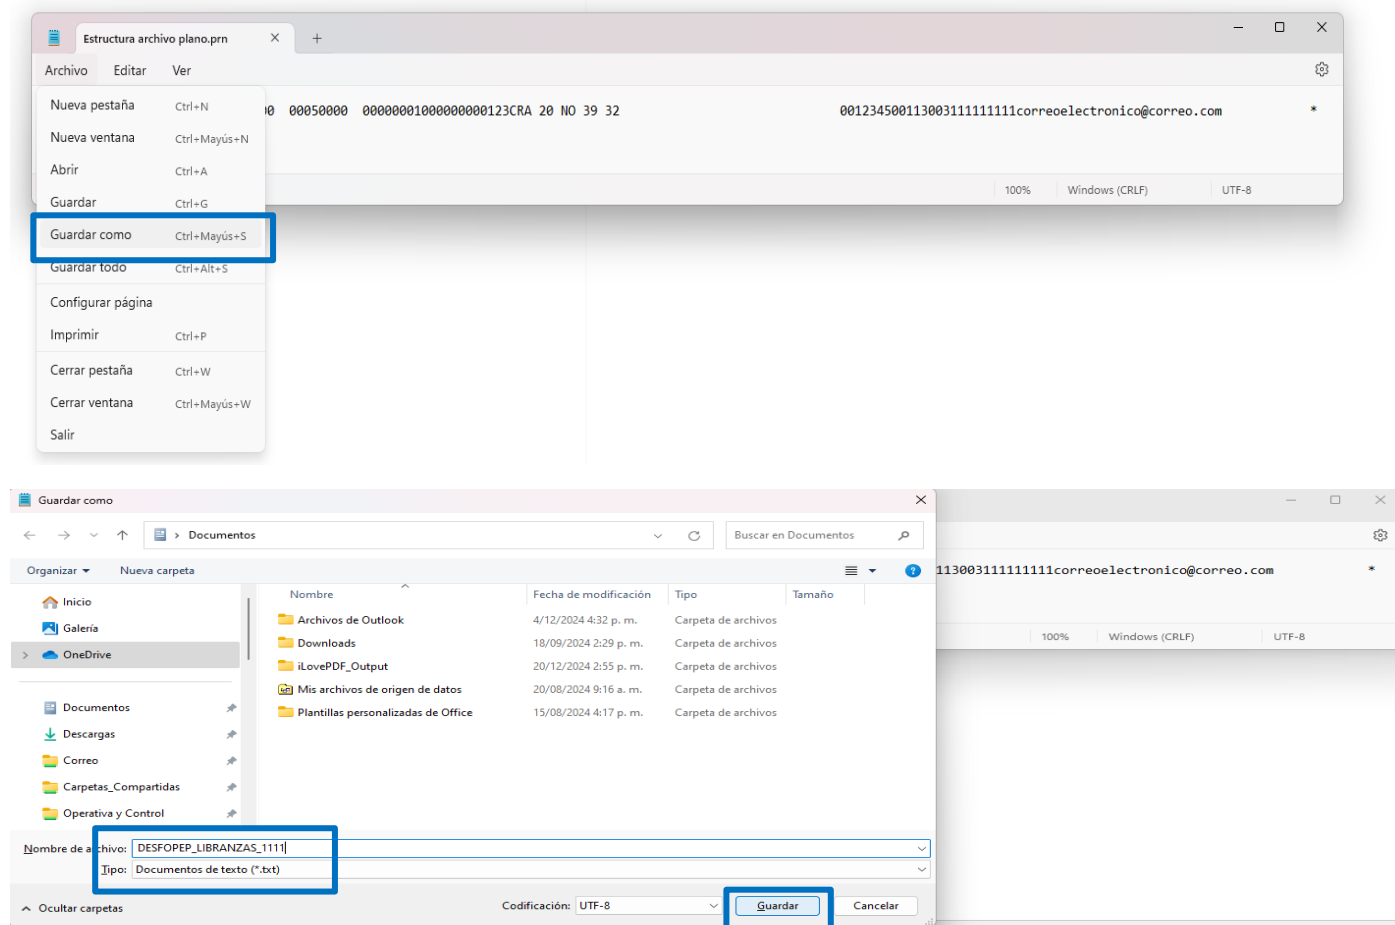 Estructura archivo plano.prn
Archivo Editar Ver
Nueva pestaña Ctrl+N
00050000 00000001000000000123CRA 20 NO 39 32 001234500113003111111111correoelectronico@correo.com *
Nueva ventana Ctrl+Mayús+N
Abrir Ctrl+A
Guardar Ctrl+G
100% Windows (CRLF) UTF-8
Guardar como Ctrl+Mayús+S
Guardar todo Ctrl+Alt+S
Configurar página
Imprimir Ctrl+P
Cerrar pestaña Ctrl+W
Cerrar ventana Ctrl+Mayús+W
Salir
Guardar como
Documentos
Buscar en Documentos
Organizar Nueva carpeta
113003111111111correoelectronico@correo.com *
Nombre Fecha de modificación Tipo Tamaño
Inicio
Galería
OneDrive
Documentos
Descargas
Correo
Carpetas_Compartidas
Operativa y Control
Archivos de Outlook 4/12/2024 4:32 p. m. Carpeta de archivos
Downloads 18/09/2024 2:29 p. m. Carpeta de archivos
iLovePDF_Output 20/12/2024 2:55 p. m. Carpeta de archivos
Mis archivos de origen de datos 20/08/2024 9:16 a. m. Carpeta de archivos
Plantillas personalizadas de Office 15/08/2024 4:17 p. m. Carpeta de archivos
100% Windows (CRLF) UTF-8
Nombre de archivo: DESFOPEP_LIBRANZAS_1111
Tipo: Documentos de texto (*.txt)
Ocultar carpetas
Codificación: UTF-8
Guardar
Cancelar